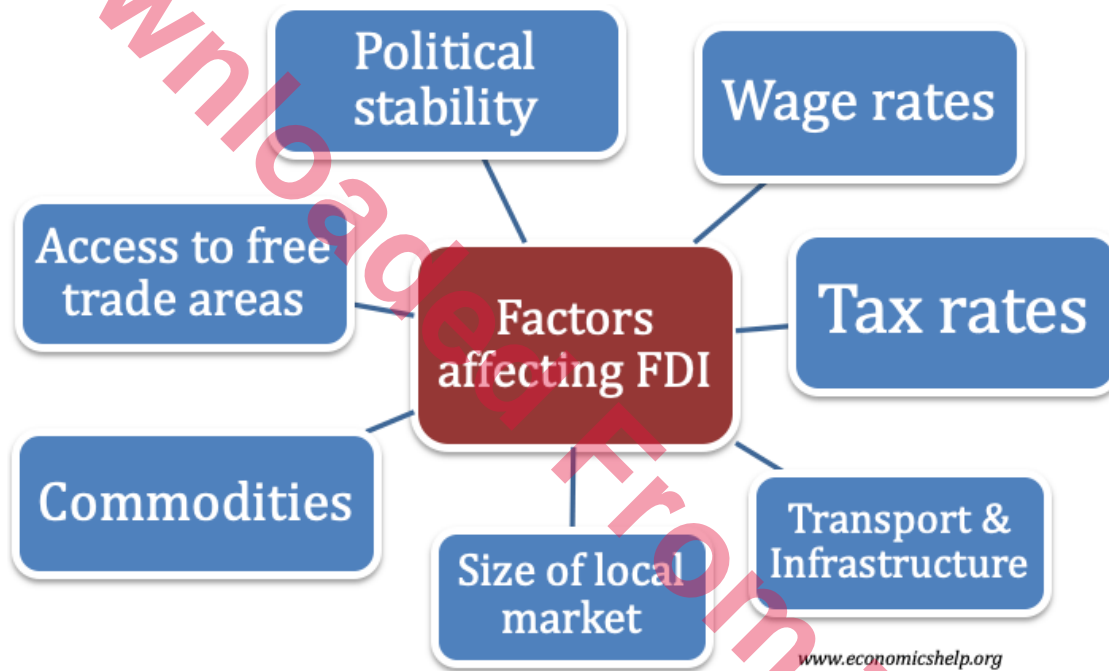 Political
stability
Wage rates
Access to free
trade areas
Factors
affecting FDI
Tax rates
Commodities
Size of local
market
Transport &
Infrastructure
www.economicshelp.org
wnloaded From